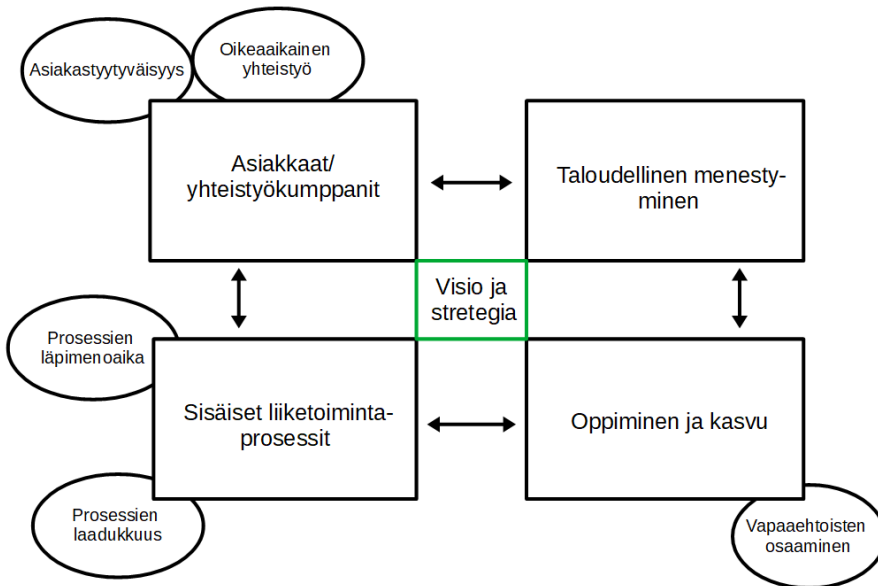 Asiakastyytyväisyys
Oikeaaikainen
yhteistyö
Asiakkaat/
yhteistyökumppanit
Taloudellinen menesty-
minen
Visio ja
stretegia
Prosessien
läpimenoaika
Sisäiset liiketoiminta-
prosessit
Oppiminen ja kasvu
Prosessien
laadukkuus
Vapaaehtoisten
osaaminen